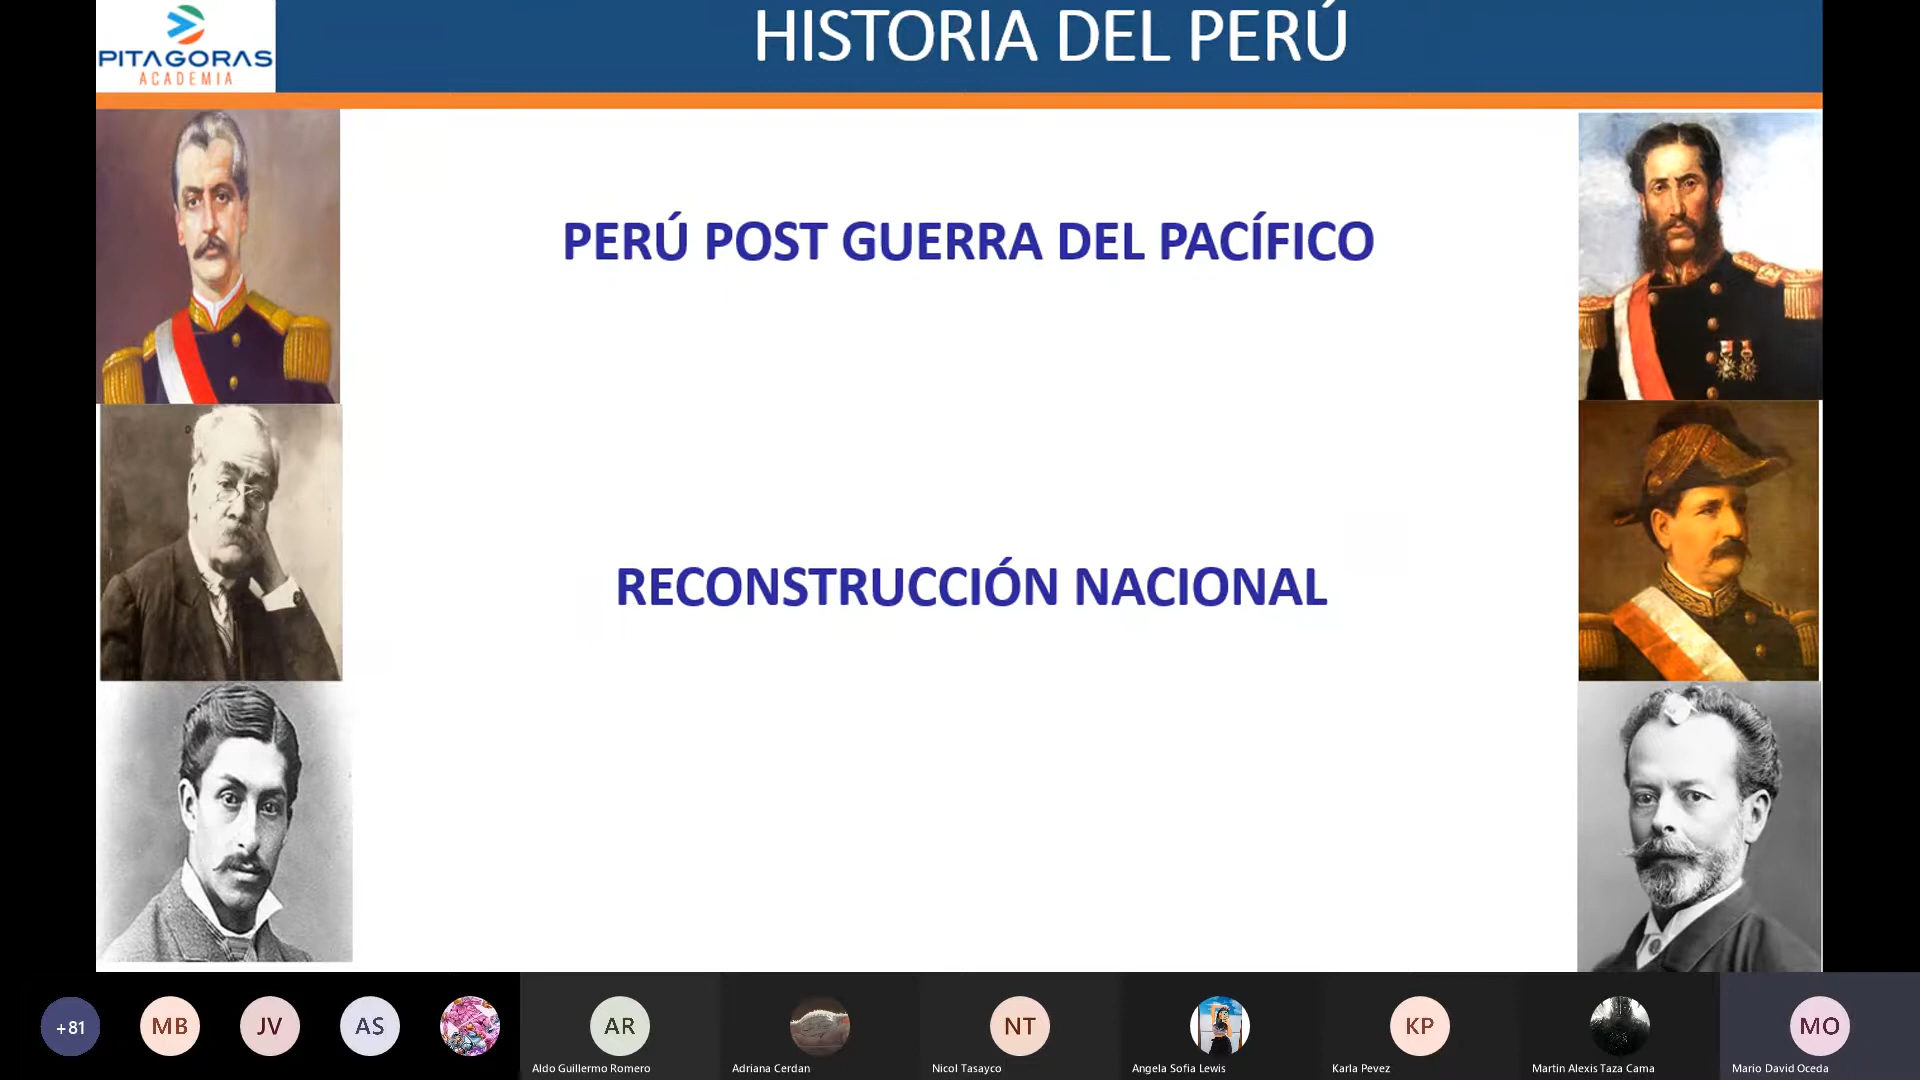 PITAGORAS
ACADEMIA
HISTORIA DEL PERÚ
PERÚ POST GUERRA DEL PACÍFICO
RECONSTRUCCIÓN NACIONAL
+81
MB
JV
AS
AR
NT
KP
MO
Aldo Guillermo Romero
Adriana Cerdan
Nicol Tasayco
Angela Sofia Lewis
Karla Pevez
Martin Alexis Taza Cama
Mario David Oceda